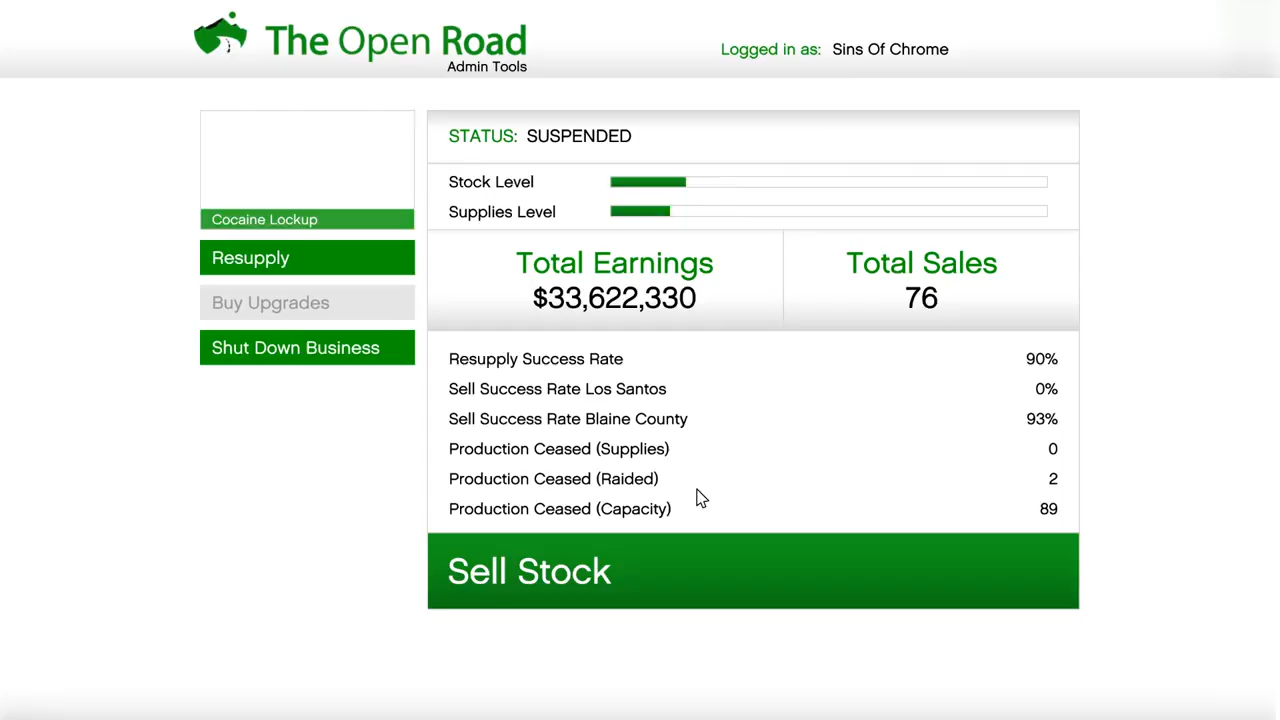 The Open Road
Admin Tools
Logged in as: Sins Of Chrome
Cocaine Lockup
Resupply
Buy Upgrades
Shut Down Business
STATUS: SUSPENDED
Stock Level
Supplies Level
Total Earnings
$33,622,330
Total Sales
76
Resupply Success Rate 90%
Sell Success Rate Los Santos 0%
Sell Success Rate Blaine County 93%
Production Ceased (Supplies) 0
Production Ceased (Raided) 2
Production Ceased (Capacity) 89
Sell Stock